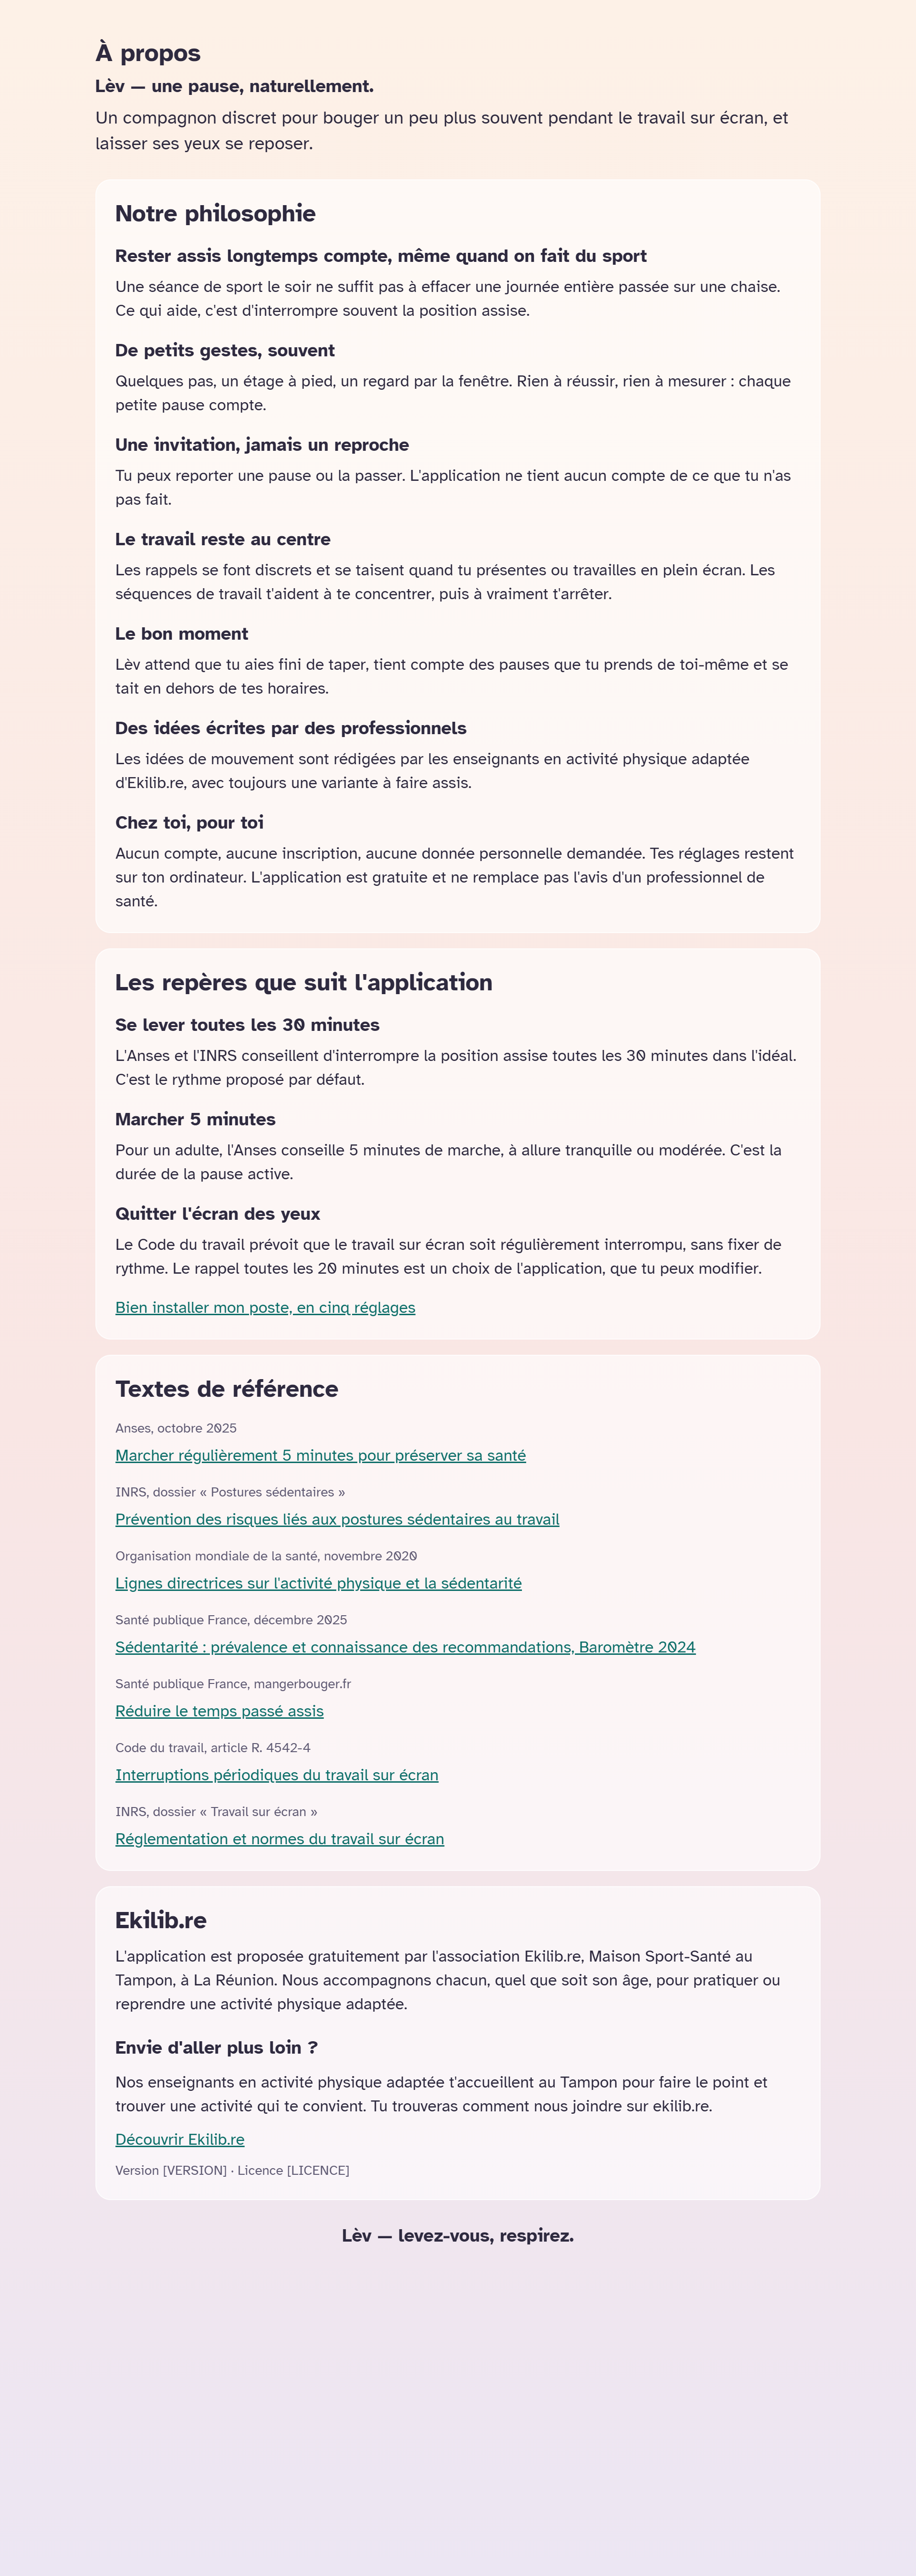 À propos
Lèv — une pause, naturellement.
Un compagnon discret pour bouger un peu plus souvent pendant le travail sur écran, et
laisser ses yeux se reposer.
Notre philosophie
Rester assis longtemps compte, même quand on fait du sport
Une séance de sport le soir ne suffit pas à effacer une journée entière passée sur une chaise.
Ce qui aide, c'est d'interrompre souvent la position assise.
De petits gestes, souvent
Quelques pas, un étage à pied, un regard par la fenêtre. Rien à réussir, rien à mesurer : chaque
petite pause compte.
Une invitation, jamais un reproche
Tu peux reporter une pause ou la passer. L'application ne tient aucun compte de ce que tu n'as
pas fait.
Le travail reste au centre
Les rappels se font discrets et se taisent quand tu présentes ou travailles en plein écran. Les
séquences de travail t'aident à te concentrer, puis à vraiment t'arrêter.
Le bon moment
Lèv attend que tu aies fini de taper, tient compte des pauses que tu prends de toi-même et se
tait en dehors de tes horaires.
Des idées écrites par des professionnels
Les idées de mouvement sont rédigées par les enseignants en activité physique adaptée
d'Ekilib.re, avec toujours une variante à faire assis.
Chez toi, pour toi
Aucun compte, aucune inscription, aucune donnée personnelle demandée. Tes réglages restent
sur ton ordinateur. L'application est gratuite et ne remplace pas l'avis d'un professionnel de
santé.
Les repères que suit l'application
Se lever toutes les 30 minutes
L'Anses et l'INRS conseillent d'interrompre la position assise toutes les 30 minutes dans l'idéal.
C'est le rythme proposé par défaut.
Marcher 5 minutes
Pour un adulte, l'Anses conseille 5 minutes de marche, à allure tranquille ou modérée. C'est la
durée de la pause active.
Quitter l'écran des yeux
Le Code du travail prévoit que le travail sur écran soit régulièrement interrompu, sans fixer de
rythme. Le rappel toutes les 20 minutes est un choix de l'application, que tu peux modifier.
Bien installer mon poste, en cinq réglages
Textes de référence
Anses, octobre 2025
Marcher régulièrement 5 minutes pour préserver sa santé
INRS, dossier « Postures sédentaires »
Prévention des risques liés aux postures sédentaires au travail
Organisation mondiale de la santé, novembre 2020
Lignes directrices sur l'activité physique et la sédentarité
Santé publique France, décembre 2025
Sédentarité : prévalence et connaissance des recommandations, Baromètre 2024
Santé publique France, mangerbouger.fr
Réduire le temps passé assis
Code du travail, article R. 4542-4
Interruptions périodiques du travail sur écran
INRS, dossier « Travail sur écran »
Réglementation et normes du travail sur écran
Ekilib.re
L'application est proposée gratuitement par l'association Ekilib.re, Maison Sport-Santé au
Tampon, à La Réunion. Nous accompagnons chacun, quel que soit son âge, pour pratiquer ou
reprendre une activité physique adaptée.
Envie d'aller plus loin ?
Nos enseignants en activité physique adaptée t'accueillent au Tampon pour faire le point et
trouver une activité qui te convient. Tu trouveras comment nous joindre sur ekilib.re.
Découvrir Ekilib.re
Version [VERSION] · Licence [LICENCE]
Lèv — levez-vous, respirez.